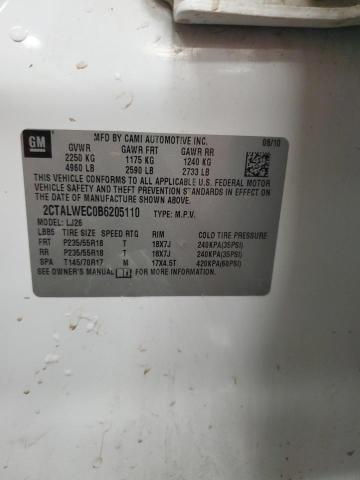 GM
MFD BY CAMI AUTOMOTIVE INC. 08/10
GVWR GAWR FRT GAWR RR
2250 KG 1175 KG 1240 KG
4960 LB 2590 LB 2733 LB
THIS VEHICLE CONFORMS TO ALL APPLICABLE U.S. FEDERAL MOTOR
VEHICLE SAFETY, BUMPER, AND THEFT PREVENTION STANDARDS IN EFFECT ON
THE DATE OF MANUFACTURE SHOWN ABOVE.
2CTALWEC0B6205110 TYPE: M.P.V.
MODEL: LJ26
LBB5 TIRE SIZE SPEED RTG RIM COLD TIRE PRESSURE
FRT P235/55R18 T 18X7J 240KPA(35PSI)
RR P235/55R18 T 18X7J 240KPA(35PSI)
SPA T145/70R17 M 17X4.5T 420KPA(60PSI)
SEE OWNER'S MANUAL FOR MORE INFORMATION.